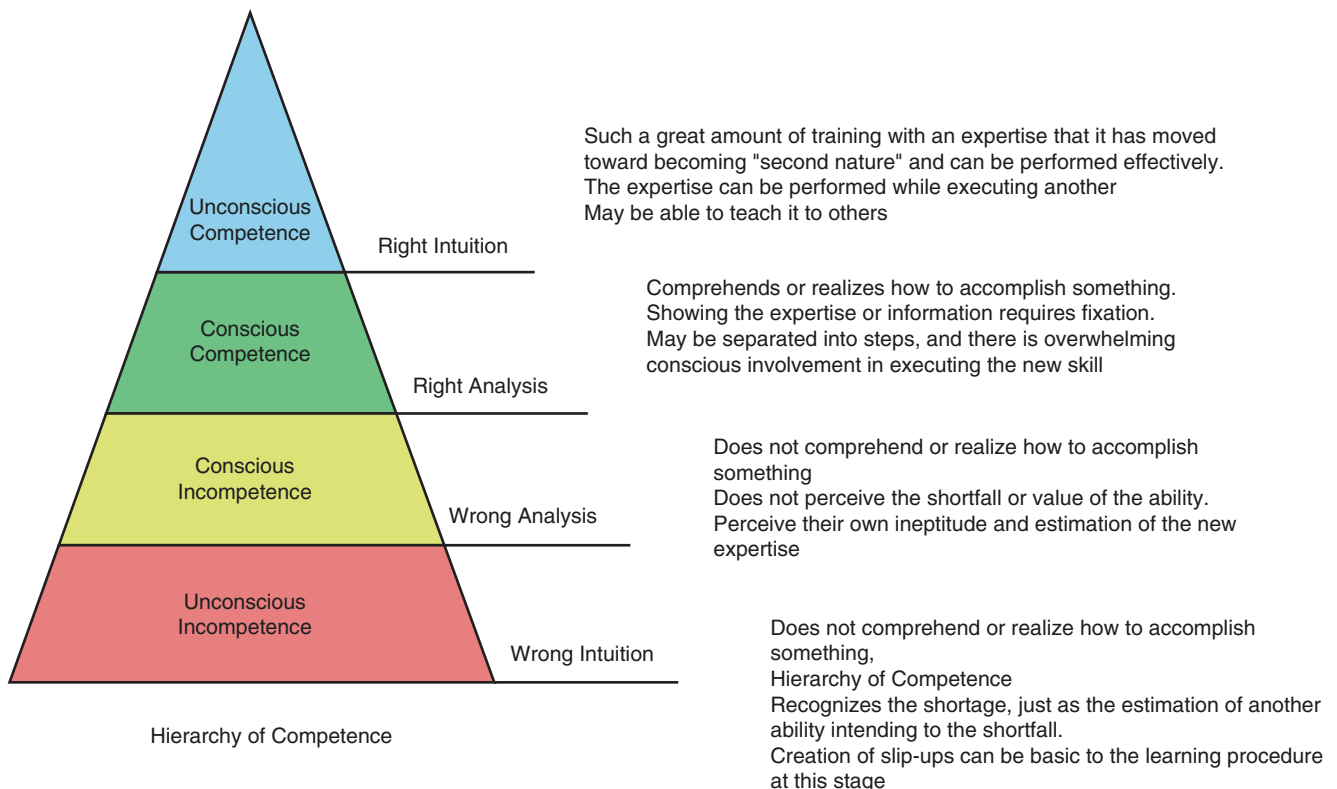 Such a great amount of training with an expertise that it has moved
toward becoming "second nature" and can be performed effectively.
The expertise can be performed while executing another
May be able to teach it to others
Unconscious
Competence
Right Intuition
Comprehends or realizes how to accomplish something.
Showing the expertise or information requires fixation.
May be separated into steps, and there is overwhelming
conscious involvement in executing the new skill
Conscious
Competence
Right Analysis
Does not comprehend or realize how to accomplish
something
Does not perceive the shortfall or value of the ability.
Perceive their own ineptitude and estimation of the new
expertise
Conscious
Incompetence
Wrong Analysis
Unconscious
Incompetence
Wrong Intuition
Does not comprehend or realize how to accomplish
something,
Hierarchy of Competence
Recognizes the shortage, just as the estimation of another
ability intending to the shortfall.
Creation of slip-ups can be basic to the learning procedure
at this stage
Hierarchy of Competence